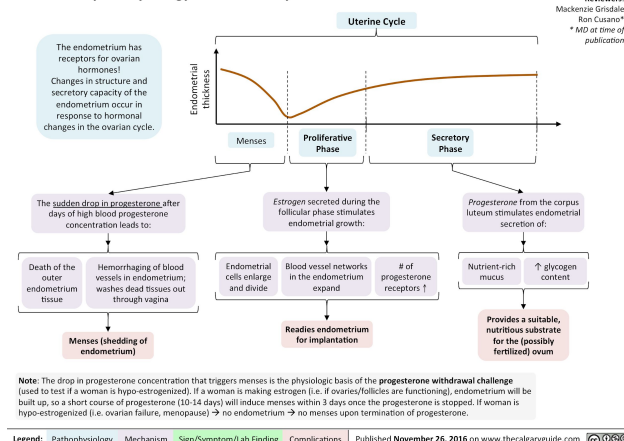 Reviewers:
Mackenzie Grisdale
Ron Cusano*
* MD at time of
publication
Uterine Cycle
The endometrium has
receptors for ovarian
hormones!
Changes in structure and
secretory capacity of the
endometrium occur in
response to hormonal
changes in the ovarian cycle.
Endometrial
thickness
Menses
Proliferative
Phase
Secretory
Phase
The sudden drop in progesterone after
days of high blood progesterone
concentration leads to:
Estrogen secreted during the
follicular phase stimulates
endometrial growth:
Progesterone from the corpus
luteum stimulates endometrial
secretion of:
Death of the
outer
endometrium
tissue
Hemorrhaging of blood
vessels in endometrium;
washes dead tissues out
through vagina
Endometrial
cells enlarge
and divide
Blood vessel networks
in the endometrium
expand
# of
progesterone
receptors ↑
Nutrient-rich
mucus
↑ glycogen
content
Menses (shedding of
endometrium)
Readies endometrium
for implantation
Provides a suitable,
nutritious substrate
for the (possibly
fertilized) ovum
Note: The drop in progesterone concentration that triggers menses is the physiologic basis of the progesterone withdrawal challenge
(used to test if a woman is hypo-estrogenized). If a woman is making estrogen (i.e. if ovaries/follicles are functioning), endometrium will be
built up, so a short course of progesterone (10-14 days) will induce menses within 3 days once the progesterone is stopped. If woman is
hypo-estrogenized (i.e. ovarian failure, menopause) → no endometrium → no menses upon termination of progesterone.
Legend: Pathophysiology Mechanism Sign/Symptom/Lab Finding Complications Published November 26, 2016 on www.thecalgaryguide.com